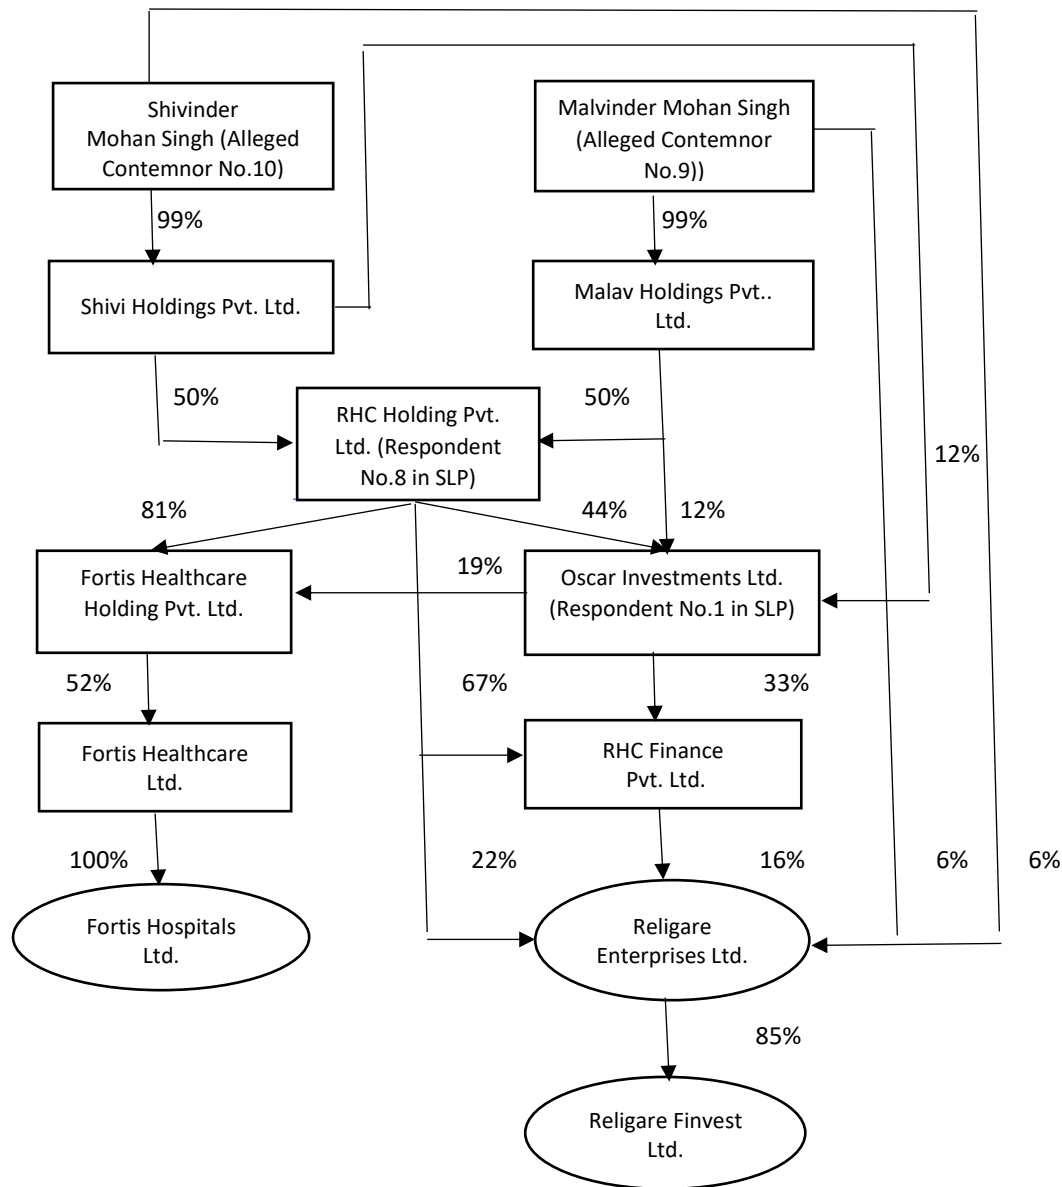 Shivinder
Mohan Singh (Alleged
Contemnor No.10)
Malvinder Mohan Singh
(Alleged Contemnor
No.9))
99%
99%
Shivi Holdings Pvt. Ltd.
Malav Holdings Pvt..
Ltd.
50%
50%
RHC Holding Pvt.
Ltd. (Respondent
No.8 in SLP)
12%
81%
44%
12%
Fortis Healthcare
Holding Pvt. Ltd.
19%
Oscar Investments Ltd.
(Respondent No.1 in SLP)
52%
67%
33%
Fortis Healthcare
Ltd.
RHC Finance
Pvt. Ltd.
100%
22%
16%
6%
6%
Fortis Hospitals
Ltd.
Religare
Enterprises Ltd.
85%
Religare Finvest
Ltd.